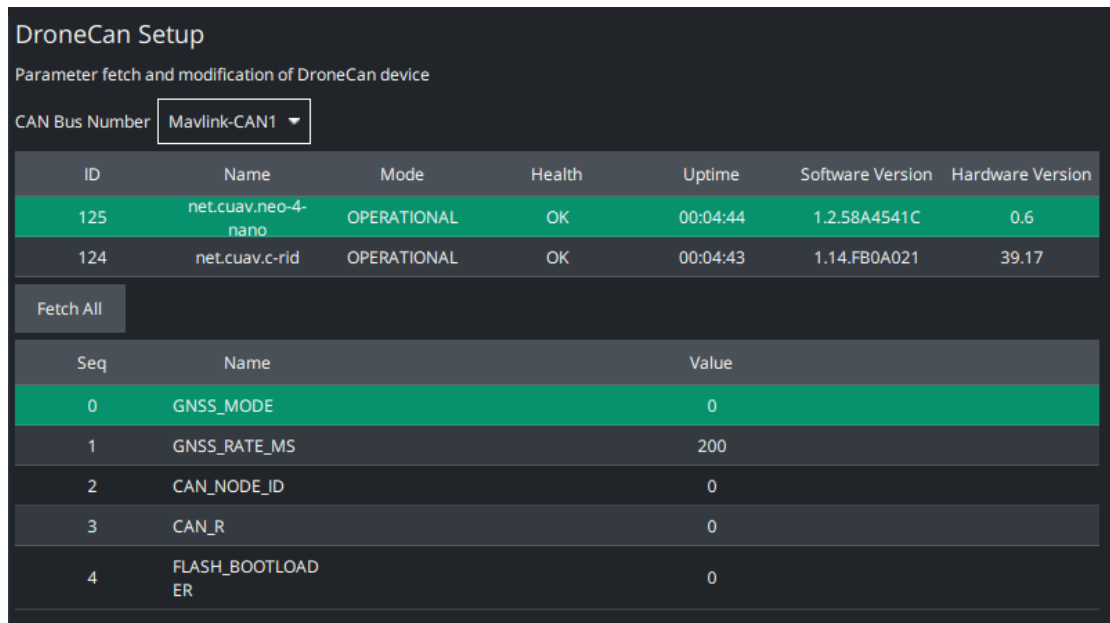 DroneCan Setup
Parameter fetch and modification of DroneCan device
CAN Bus Number Mavlink-CAN1
ID Name Mode Health Uptime Software Version Hardware Version
125 net.cuav.neo-4-
nano OPERATIONAL OK 00:04:44 1.2.58A4541C 0.6
124 net.cuav.c-rid OPERATIONAL OK 00:04:43 1.14.FB0A021 39.17
Fetch All
Seq Name Value
0 GNSS_MODE 0
1 GNSS_RATE_MS 200
2 CAN_NODE_ID 0
3 CAN_R 0
4 FLASH_BOOTLOAD
ER 0